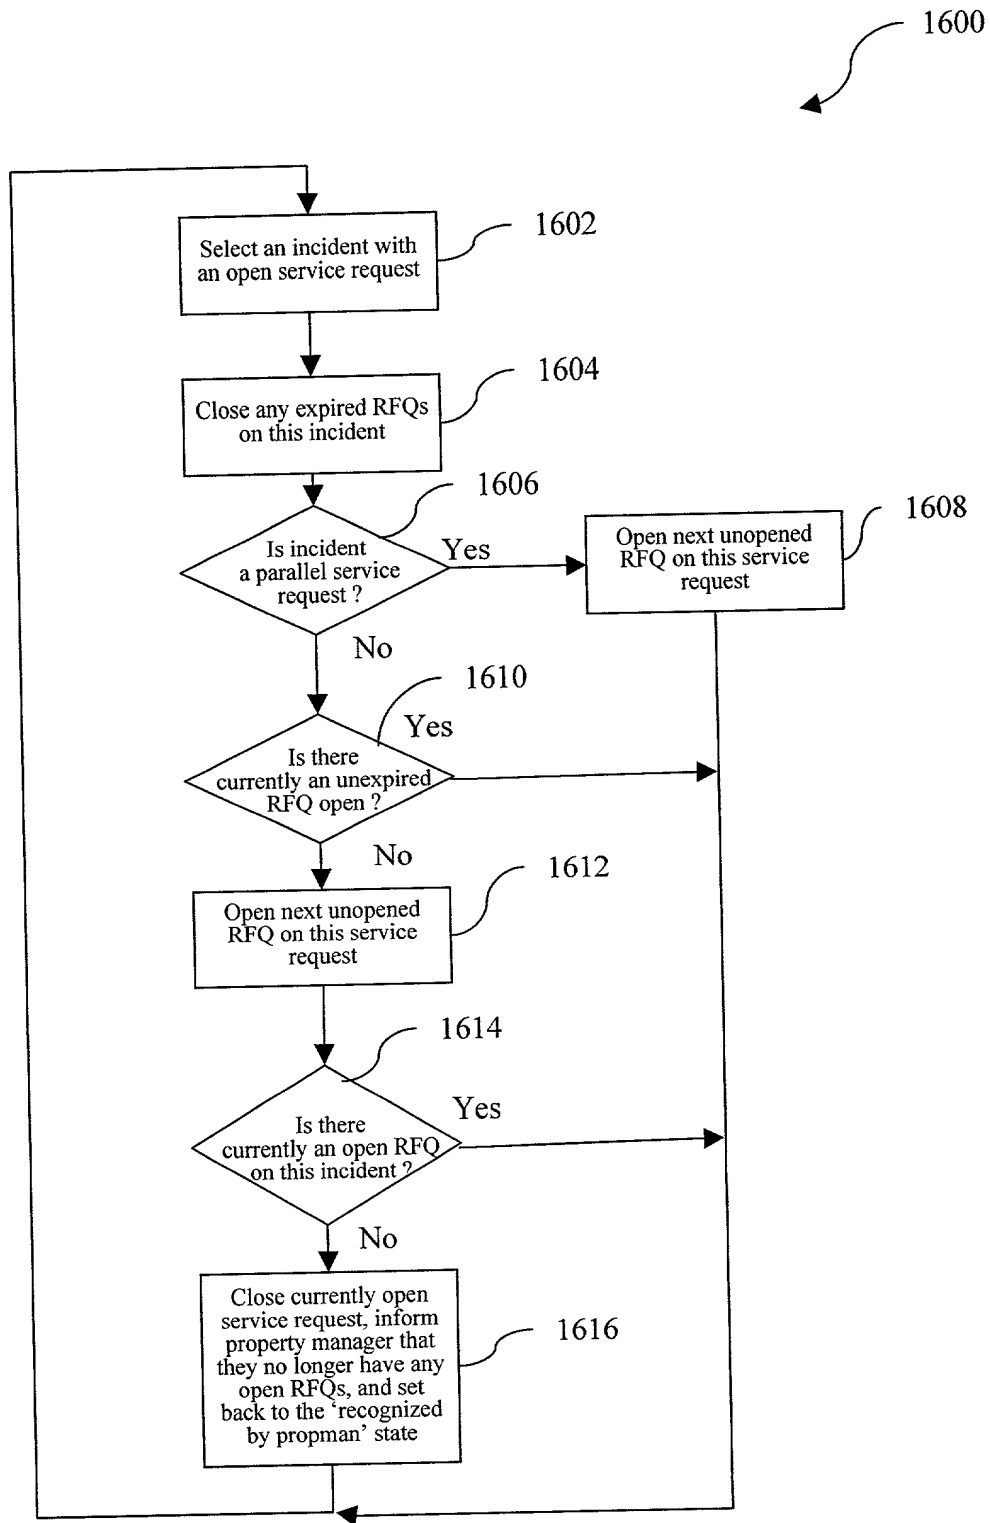 1600
Select an incident with
an open service request
1602
Close any expired RFQs
on this incident
1604
Is incident
a parallel service
request ?
1606
Yes
Open next unopened
RFQ on this service
request
1608
No
Is there
currently an unexpired
RFQ open ?
1610
Yes
No
Open next unopened
RFQ on this service
request
1612
Is there
currently an open RFQ
on this incident ?
1614
Yes
No
Close currently open
service request, inform
property manager that
they no longer have any
open RFQs, and set
back to the ‘recognized
by propman’ state
1616